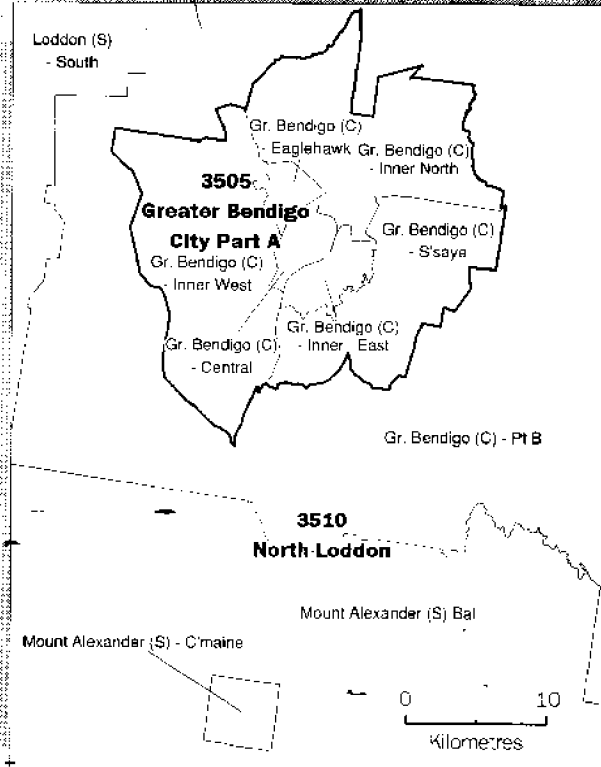 Loddon (S)
- South
Gr. Bendigo (C)
- Eaglehawk
Gr. Bendigo (C)
- Inner North
3505
Greater Bendigo
City Part A
Gr. Bendigo (C)
- S'saye
Gr. Bendigo (C)
- Inner West
Gr. Bendigo (C)
- Inner East
Gr. Bendigo (C)
- Central
Gr. Bendigo (C) - Pt B
3510
North Loddon
Mount Alexander (S) Bal
Mount Alexander (S) - C'maine
0 10
Kilometres